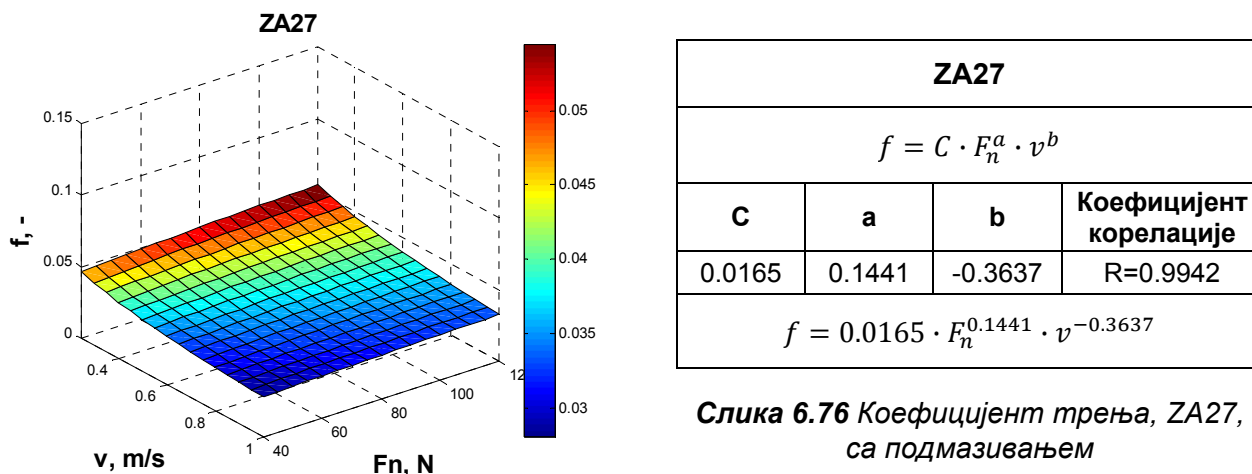 ZA27
0.15
0.1
0.05
0
f, -
0.4
0.6
0.8
1
v, m/s
40
60
80
100
12
Fn, N
0.05
0.045
0.04
0.035
0.03
ZA27
f = C · F_n^a · v^b
C a b Коефицијент корелације
0.0165 0.1441 -0.3637 R=0.9942
f = 0.0165 · F_n^0.1441 · v^−0.3637
Слика 6.76 Коефицијент трења, ZA27,
са подмазивањем